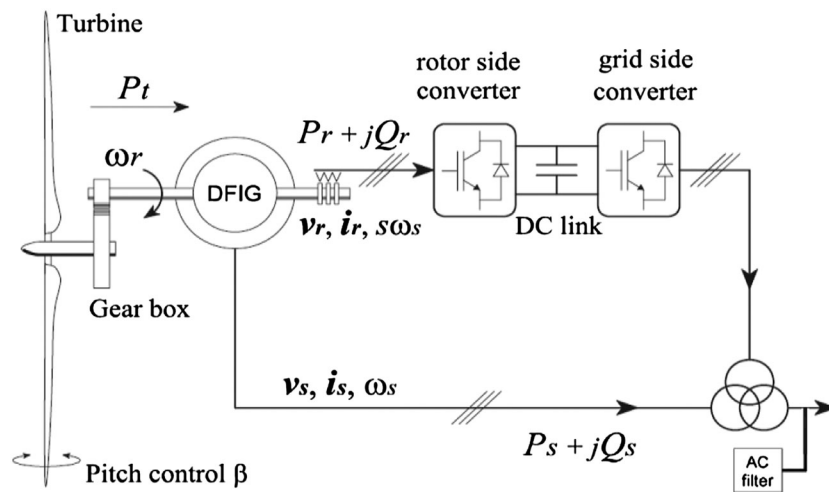 Turbine
Pt
rotor side
converter
grid side
converter
Pr + jQr
ωr
DFIG
vr, ir, sωs
DC link
Gear box
vs, is, ωs
Ps + jQs
Pitch control β
AC
filter